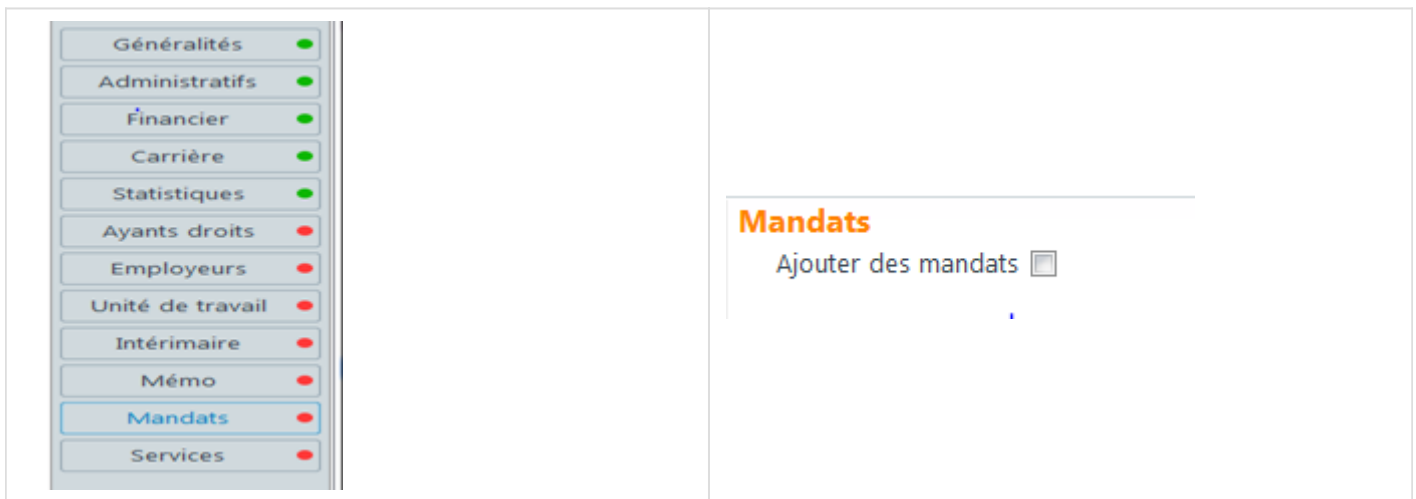 Généralités
Administratifs
Financier
Carrière
Statistiques
Ayants droits
Employeurs
Unité de travail
Intérimaire
Mémo
Mandats
Services
Mandats
Ajouter des mandats